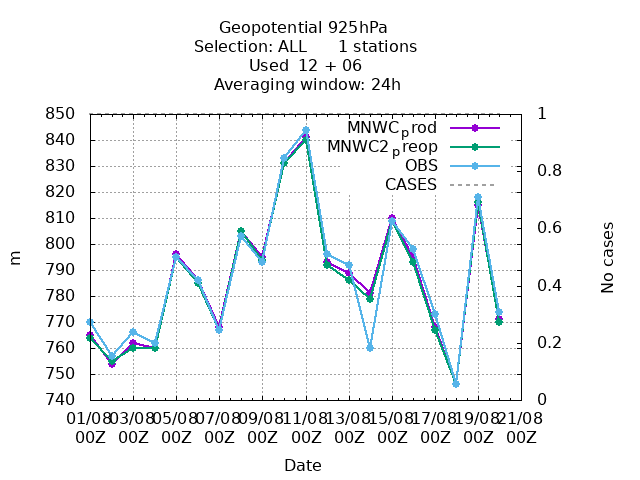 Geopotential 925hPa
Selection: ALL 1 stations
Used 12 + 06
Averaging window: 24h
850
840
830
820
810
800
790
780
770
760
750
740
m
1
0.8
0.6
0.4
0.2
0
No cases
MNWC_prod
MNWC2_preop
OBS
CASES
01/08 03/08 05/08 07/08 09/08 11/08 13/08 15/08 17/08 19/08 21/08
00Z 00Z 00Z 00Z 00Z 00Z 00Z 00Z 00Z 00Z 00Z
Date